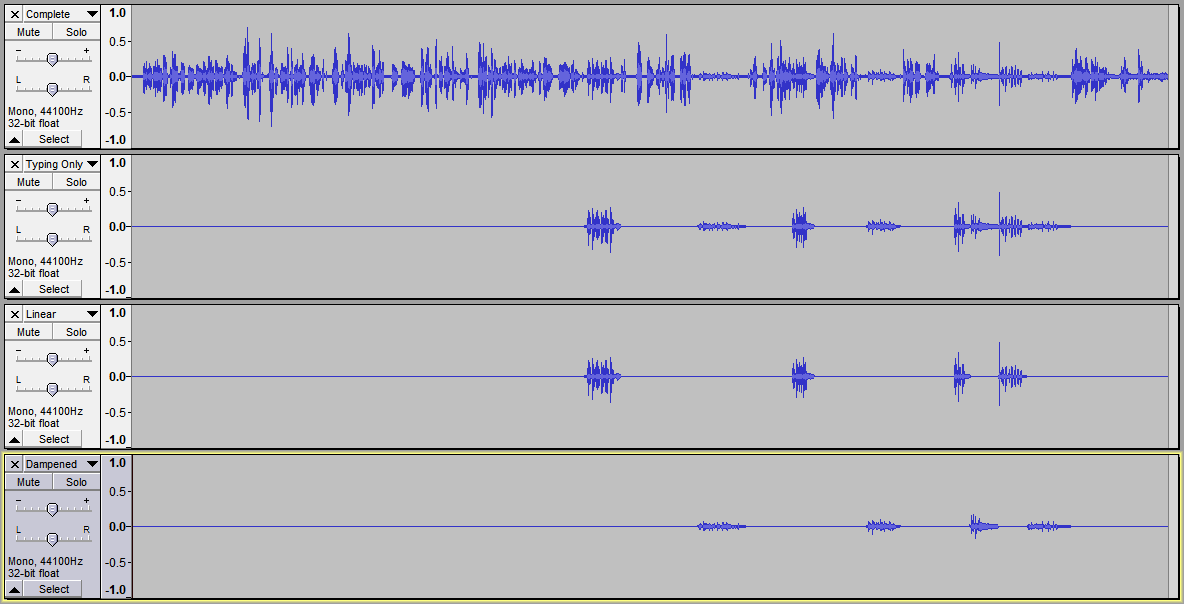 Complete
Mute Solo
- +
L R
Mono, 44100Hz
32-bit float
Select
1.0
0.5
0.0
-0.5
-1.0
Typing Only
Mute Solo
- +
L R
Mono, 44100Hz
32-bit float
Select
1.0
0.5
0.0
-0.5
-1.0
Linear
Mute Solo
- +
L R
Mono, 44100Hz
32-bit float
Select
1.0
0.5
0.0
-0.5
-1.0
Dampened
Mute Solo
- +
L R
Mono, 44100Hz
32-bit float
Select
1.0
0.5
0.0
-0.5
-1.0